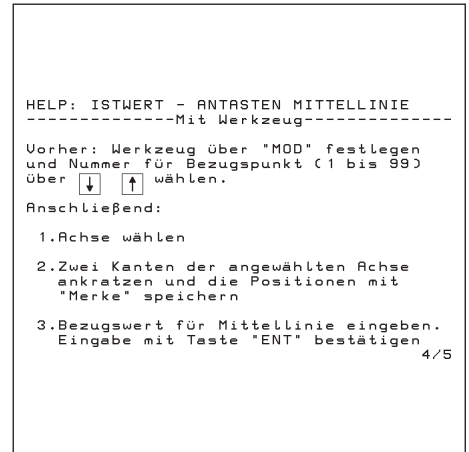 HELP: ISTWERT - ANTASTEN MITTELLINIE
--------------Mit Werkzeug--------------
Vorher: Werkzeug über "MOD" festlegen
und Nummer für Bezugspunkt (1 bis 99)
über ↓ ↑ wählen.
Anschließend:
1.Achse wählen
2.Zwei Kanten der angewählten Achse
ankratzen und die Positionen mit
"Merke" speichern
3.Bezugswert für Mittellinie eingeben.
Eingabe mit Taste "ENT" bestätigen
4/5